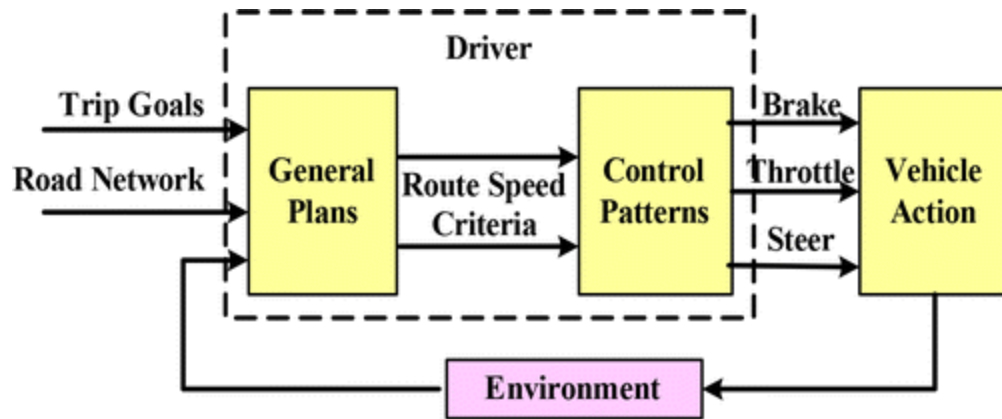 Driver
Trip Goals
Road Network
General
Plans
Route Speed
Criteria
Control
Patterns
Brake
Throttle
Steer
Vehicle
Action
Environment